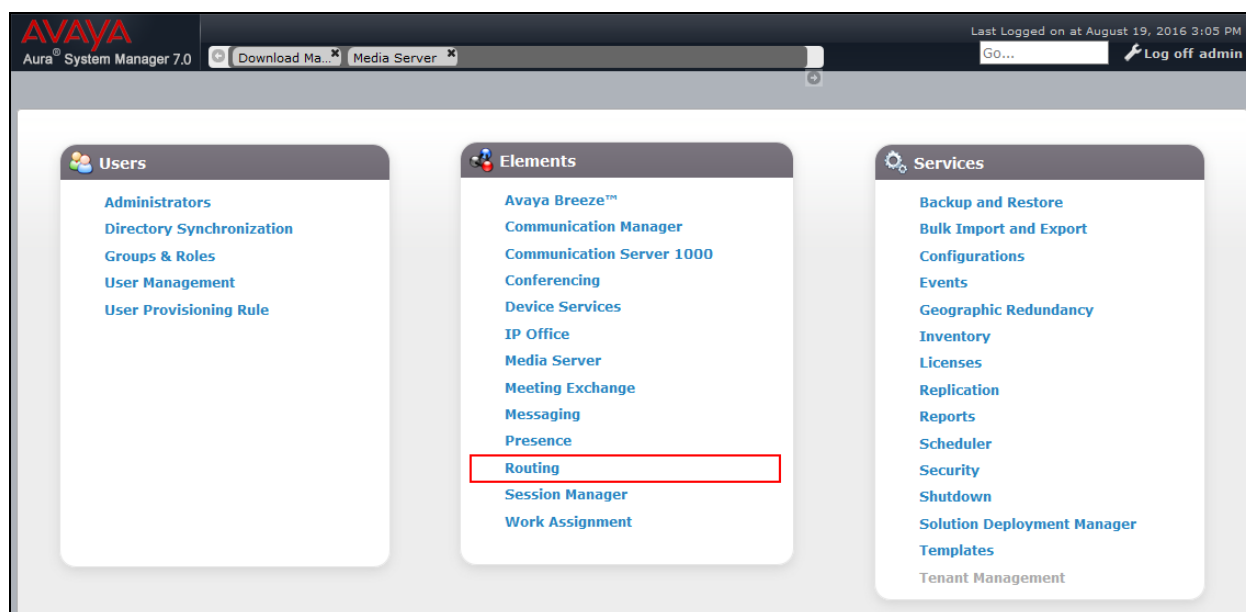 AVAYA
Last Logged on at August 19, 2016 3:05 PM
Aura® System Manager 7.0
Download Ma...
Media Server
Go...
Log off admin
Users
Administrators
Directory Synchronization
Groups & Roles
User Management
User Provisioning Rule
Elements
Avaya Breeze™
Communication Manager
Communication Server 1000
Conferencing
Device Services
IP Office
Media Server
Meeting Exchange
Messaging
Presence
Routing
Session Manager
Work Assignment
Services
Backup and Restore
Bulk Import and Export
Configurations
Events
Geographic Redundancy
Inventory
Licenses
Replication
Reports
Scheduler
Security
Shutdown
Solution Deployment Manager
Templates
Tenant Management